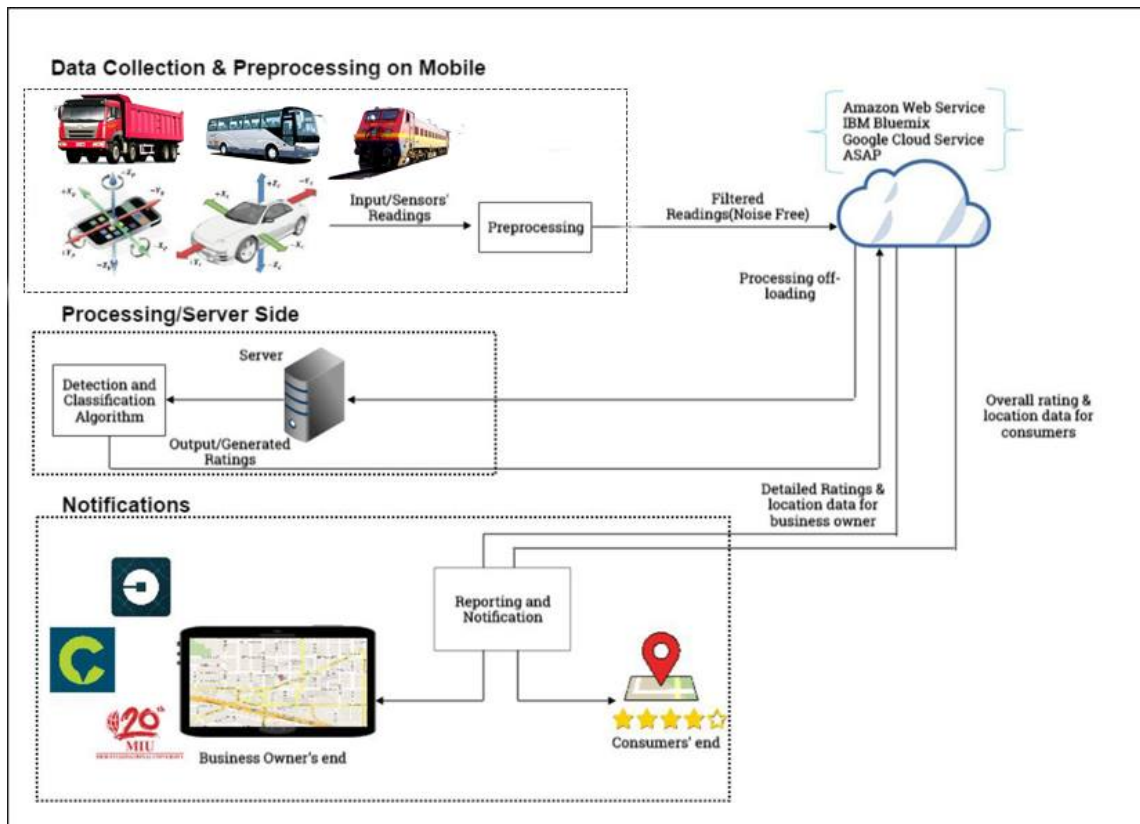 Data Collection & Preprocessing on Mobile
Input/Sensors'
Readings
Preprocessing
Filtered
Readings(Noise Free)
Amazon Web Service
IBM Bluemix
Google Cloud Service
ASAP
Processing off-
loading
Processing/Server Side
Server
Detection and
Classification
Algorithm
Output/Generated
Ratings
Overall rating &
location data for
consumers
Detailed Ratings &
location data for
business owner
Notifications
Reporting and
Notification
20th
MIU
Business Owner's end
Consumers' end